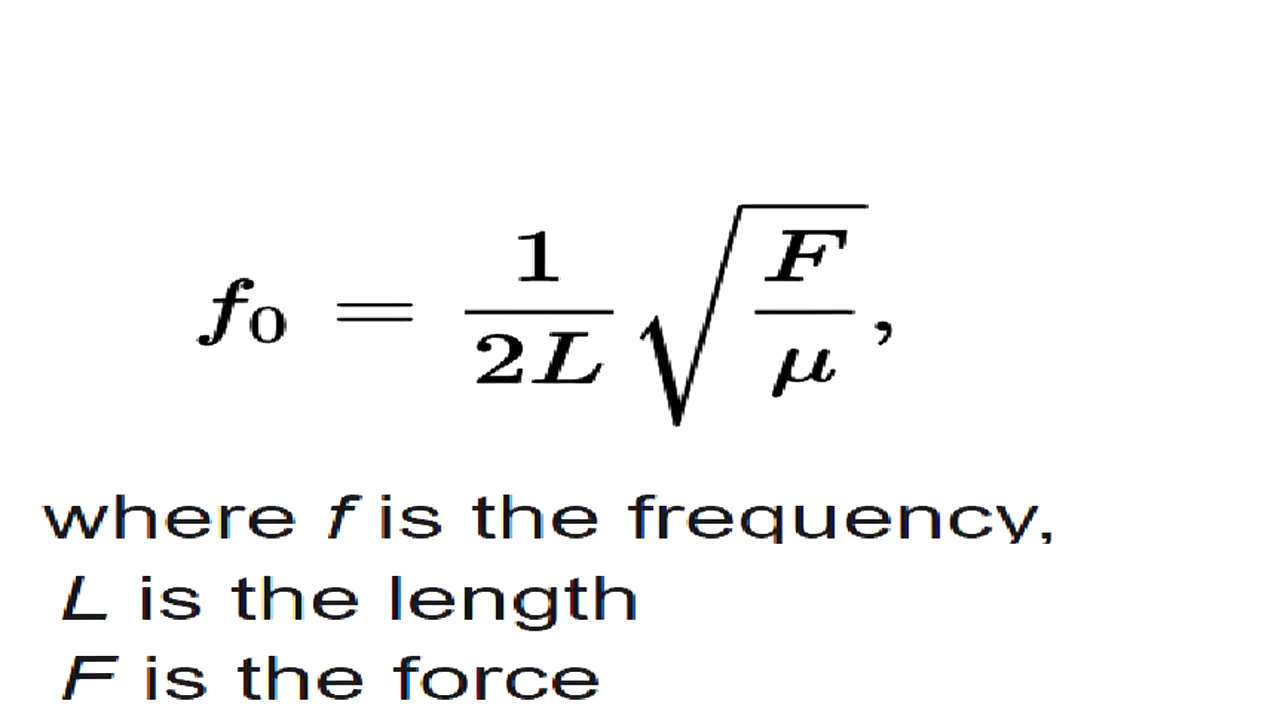 f₀ = 1/2L √F/μ,
where f is the frequency,
L is the length
F is the force